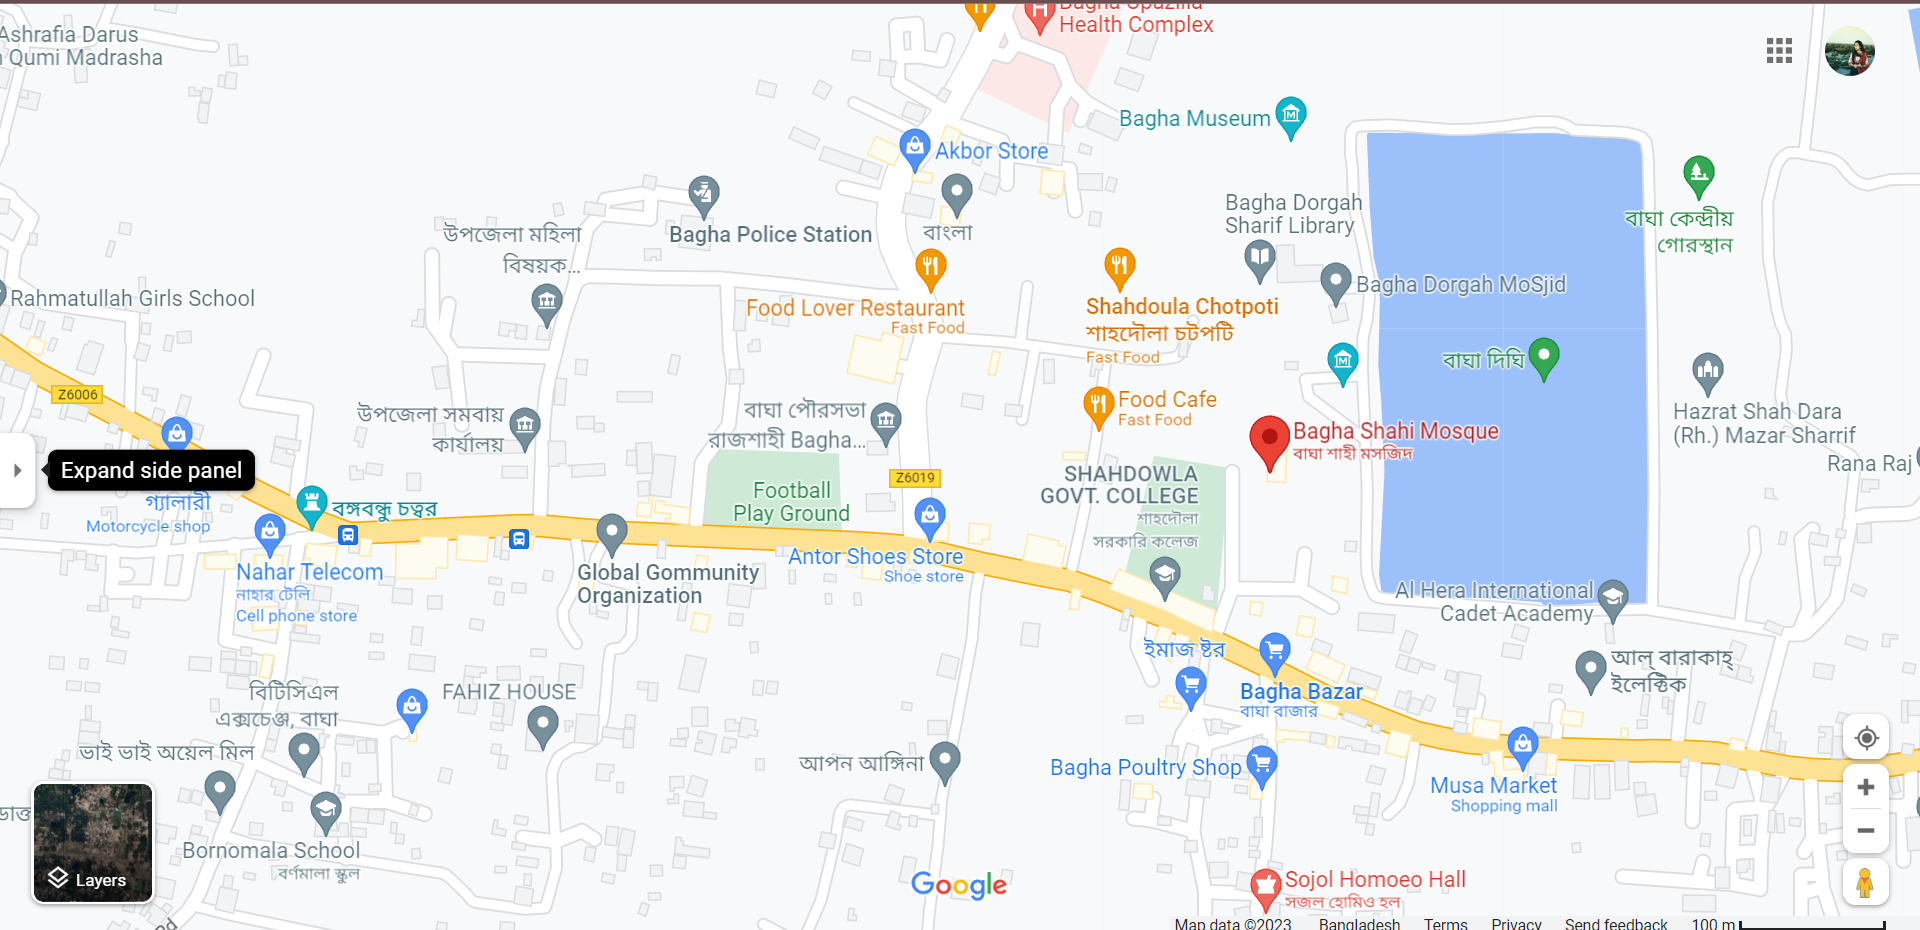 Ashrafia Darus
Qumi Madrasha
Bagha Upazilla
Health Complex
Bagha Museum
Akbor Store
বাংলা
Bagha Police Station
উপজেলা মহিলা
বিষয়ক...
Bagha Dorgah
Sharif Library
বাঘা কেন্দ্রীয়
গোরস্থান
Rahmatullah Girls School
Food Lover Restaurant
Fast Food
Shahdoula Chotpoti
শাহদৌলা চটপটি
Fast Food
Bagha Dorgah MoSjid
বাঘা দিঘি
Z6006
উপজেলা সমবায়
কার্যালয়
বাঘা পৌরসভা
রাজশাহী Bagha...
Food Cafe
Fast Food
Bagha Shahi Mosque
বাঘা শাহী মসজিদ
Hazrat Shah Dara
(Rh.) Mazar Sharrif
Rana Raj
Expand side panel
গ্যালারী
Motorcycle shop
বঙ্গবন্ধু চত্বর
Football
Play Ground
Z6019
SHAHDOWLA
GOVT. COLLEGE
শাহদৌলা
সরকারি কলেজ
Nahar Telecom
নাহার টেলি
Cell phone store
Global Gommunity
Organization
Antor Shoes Store
Shoe store
Al Hera International
Cadet Academy
ইমাজ ষ্টর
Bagha Bazar
বাঘা বাজার
আল্ বারাকাহ্
ইলেক্টিক
বিটিসিএল
এক্সচেঞ্জ, বাঘা
FAHIZ HOUSE
ভাই ভাই অয়েল মিল
আপন আঙ্গিনা
Bagha Poultry Shop
Musa Market
Shopping mall
Bornomala School
বর্ণমালা স্কুল
Layers
Google
Sojol Homoeo Hall
সজল হোমিও হল
Map data ©2023 Bangladesh Terms Privacy Send feedback 100 m